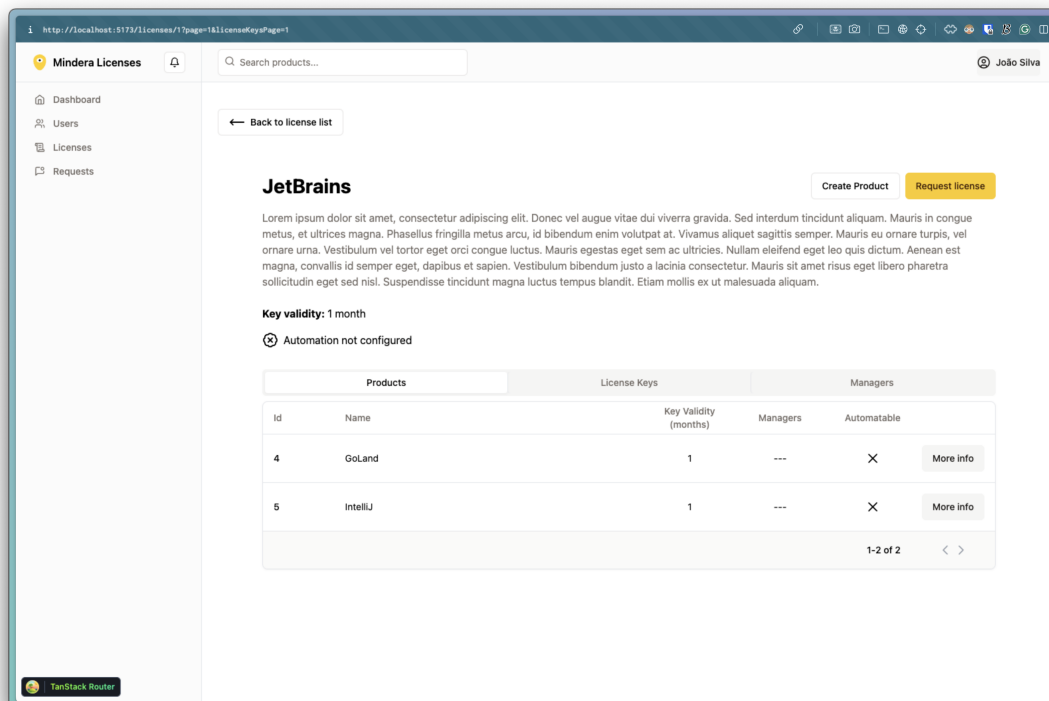 http://localhost:5173/licenses/1?page=1&licenseKeysPage=1
Mindera Licenses
Search products...
João Silva
Dashboard
Users
Licenses
Requests
Back to license list
JetBrains
Create Product
Request license
Lorem ipsum dolor sit amet, consectetur adipiscing elit. Donec vel augue vitae dui viverra gravida. Sed interdum tincidunt aliquam. Mauris in congue
metus, et ultrices magna. Phasellus fringilla metus arcu, id bibendum enim volutpat at. Vivamus aliquet sagittis semper. Mauris eu ornare turpis, vel
ornare urna. Vestibulum vel tortor eget orci congue luctus. Mauris egestas eget sem ac ultricies. Nullam eleifend eget leo quis dictum. Aenean est
magna, convallis id semper eget, dapibus et sapien. Vestibulum bibendum justo a lacinia consectetur. Mauris sit amet risus eget libero pharetra
sollicitudin eget sed nisl. Suspendisse tincidunt magna luctus tempus blandit. Etiam mollis ex ut malesuada aliquam.
Key validity: 1 month
Automation not configured
Products License Keys Managers
Id Name Key Validity (months) Managers Automatable
4 GoLand 1 --- More info
5 IntelliJ 1 --- More info
1-2 of 2
TanStack Router